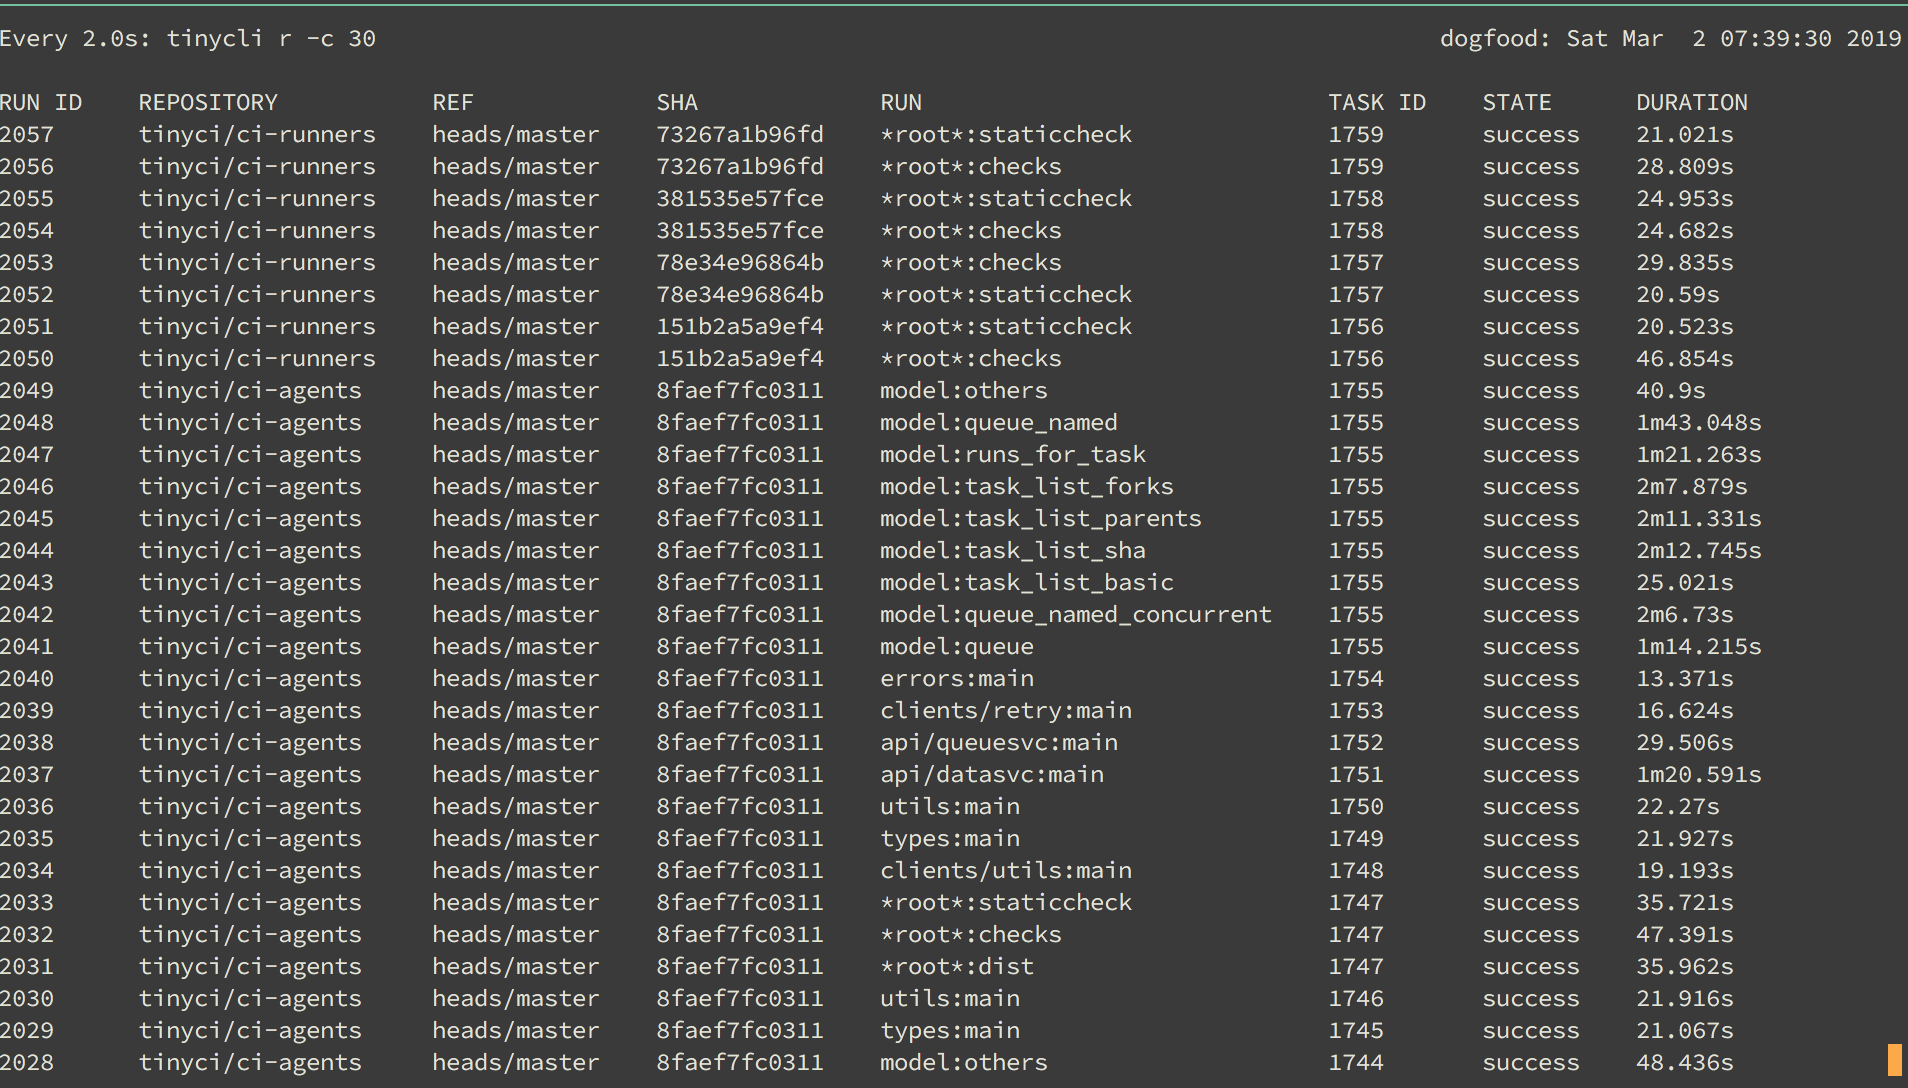 Every 2.0s: tinycli r -c 30 dogfood: Sat Mar  2 07:39:30 2019
RUN ID REPOSITORY REF SHA RUN TASK ID STATE DURATION
2057 tinyci/ci-runners heads/master 73267a1b96fd *root*:staticcheck 1759 success 21.021s
2056 tinyci/ci-runners heads/master 73267a1b96fd *root*:checks 1759 success 28.809s
2055 tinyci/ci-runners heads/master 381535e57fce *root*:staticcheck 1758 success 24.953s
2054 tinyci/ci-runners heads/master 381535e57fce *root*:checks 1758 success 24.682s
2053 tinyci/ci-runners heads/master 78e34e96864b *root*:checks 1757 success 29.835s
2052 tinyci/ci-runners heads/master 78e34e96864b *root*:staticcheck 1757 success 20.59s
2051 tinyci/ci-runners heads/master 151b2a5a9ef4 *root*:staticcheck 1756 success 20.523s
2050 tinyci/ci-runners heads/master 151b2a5a9ef4 *root*:checks 1756 success 46.854s
2049 tinyci/ci-agents heads/master 8faef7fc0311 model:others 1755 success 40.9s
2048 tinyci/ci-agents heads/master 8faef7fc0311 model:queue_named 1755 success 1m43.048s
2047 tinyci/ci-agents heads/master 8faef7fc0311 model:runs_for_task 1755 success 1m21.263s
2046 tinyci/ci-agents heads/master 8faef7fc0311 model:task_list_forks 1755 success 2m7.879s
2045 tinyci/ci-agents heads/master 8faef7fc0311 model:task_list_parents 1755 success 2m11.331s
2044 tinyci/ci-agents heads/master 8faef7fc0311 model:task_list_sha 1755 success 2m12.745s
2043 tinyci/ci-agents heads/master 8faef7fc0311 model:task_list_basic 1755 success 25.021s
2042 tinyci/ci-agents heads/master 8faef7fc0311 model:queue_named_concurrent 1755 success 2m6.73s
2041 tinyci/ci-agents heads/master 8faef7fc0311 model:queue 1755 success 1m14.215s
2040 tinyci/ci-agents heads/master 8faef7fc0311 errors:main 1754 success 13.371s
2039 tinyci/ci-agents heads/master 8faef7fc0311 clients/retry:main 1753 success 16.624s
2038 tinyci/ci-agents heads/master 8faef7fc0311 api/queuesvc:main 1752 success 29.506s
2037 tinyci/ci-agents heads/master 8faef7fc0311 api/datasvc:main 1751 success 1m20.591s
2036 tinyci/ci-agents heads/master 8faef7fc0311 utils:main 1750 success 22.27s
2035 tinyci/ci-agents heads/master 8faef7fc0311 types:main 1749 success 21.927s
2034 tinyci/ci-agents heads/master 8faef7fc0311 clients/utils:main 1748 success 19.193s
2033 tinyci/ci-agents heads/master 8faef7fc0311 *root*:staticcheck 1747 success 35.721s
2032 tinyci/ci-agents heads/master 8faef7fc0311 *root*:checks 1747 success 47.391s
2031 tinyci/ci-agents heads/master 8faef7fc0311 *root*:dist 1747 success 35.962s
2030 tinyci/ci-agents heads/master 8faef7fc0311 utils:main 1746 success 21.916s
2029 tinyci/ci-agents heads/master 8faef7fc0311 types:main 1745 success 21.067s
2028 tinyci/ci-agents heads/master 8faef7fc0311 model:others 1744 success 48.436s